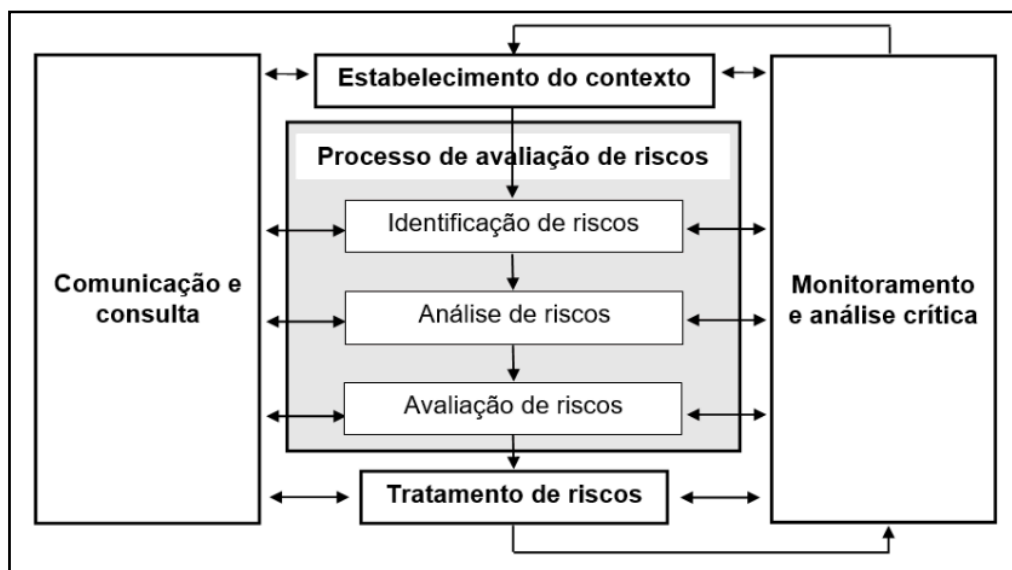 Estabelecimento do contexto
Processo de avaliação de riscos
Identificação de riscos
Comunicação e
consulta
Análise de riscos
Monitoramento
e análise crítica
Avaliação de riscos
Tratamento de riscos